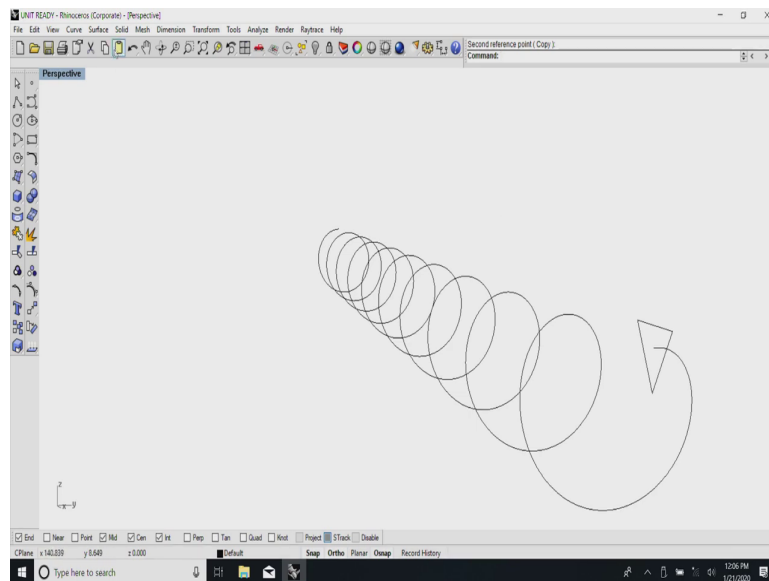 UNIT READY - Rhinoceros (Corporate) - [Perspective]
File Edit View Curve Surface Solid Mesh Dimension Transform Tools Analyze Render Raytrace Help
Second reference point ( Copy ):
Command:
Perspective
z
x y
End Near Point Mid Cen Int Perp Tan Quad Knot Project STrack Disable
CPlane x 140.839 y 8.649 z 0.000 Default Snap Ortho Planar Osnap Record History
Type here to search
12:06 PM
1/21/2020